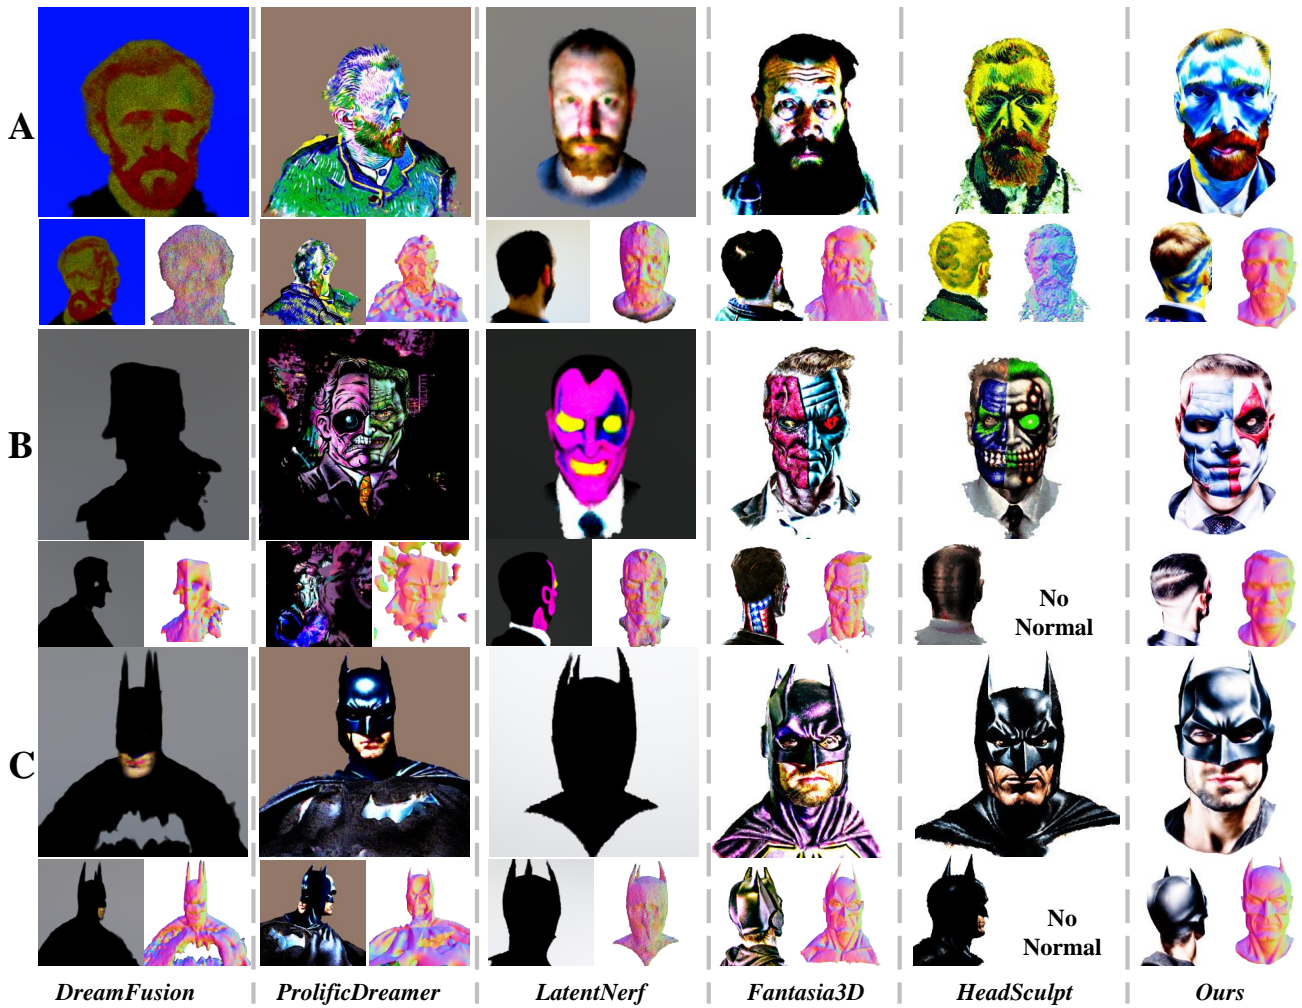 A
B
No
Normal
C
No
Normal
DreamFusion ProlificDreamer LatentNerf Fantasia3D HeadSculpt Ours